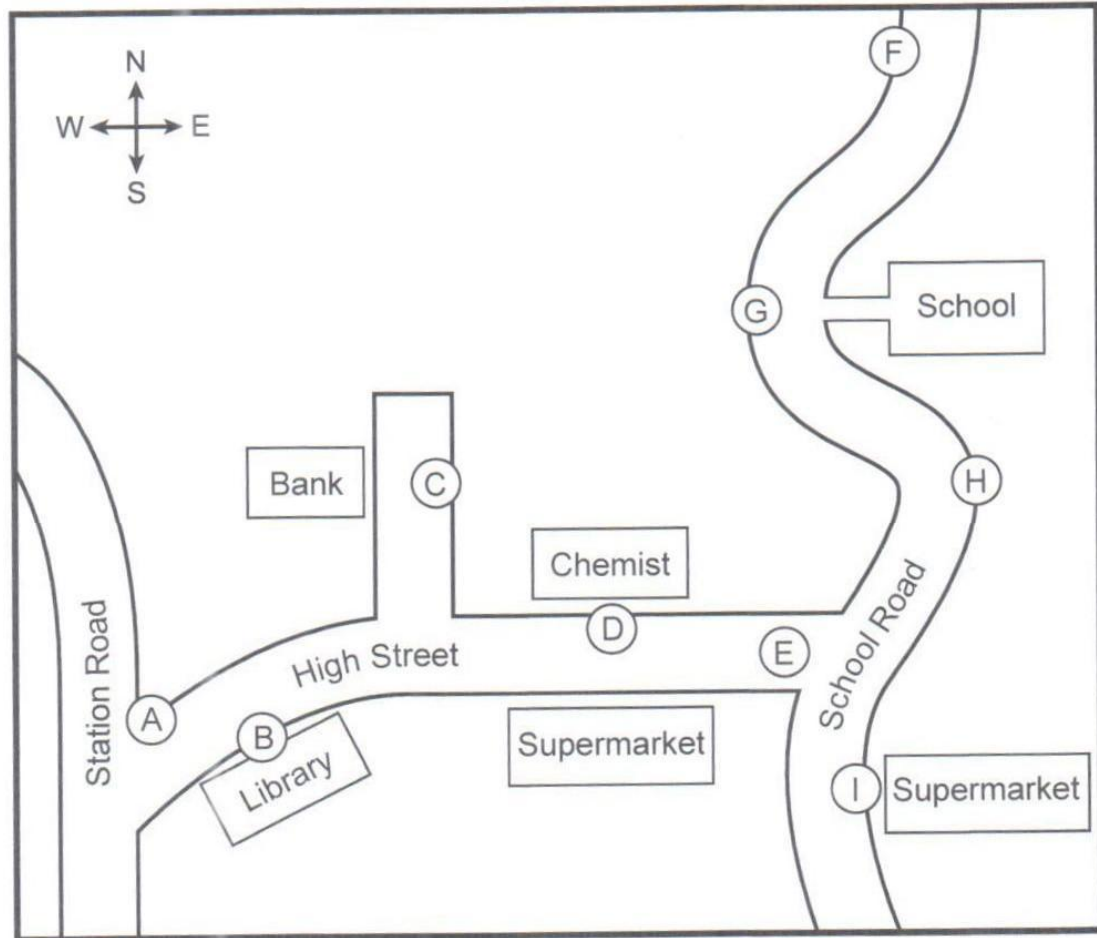 F
N
W E
S
G
School
Bank
C
H
Chemist
D
Station Road
High Street
E
School Road
A
B
Library
Supermarket
I
Supermarket